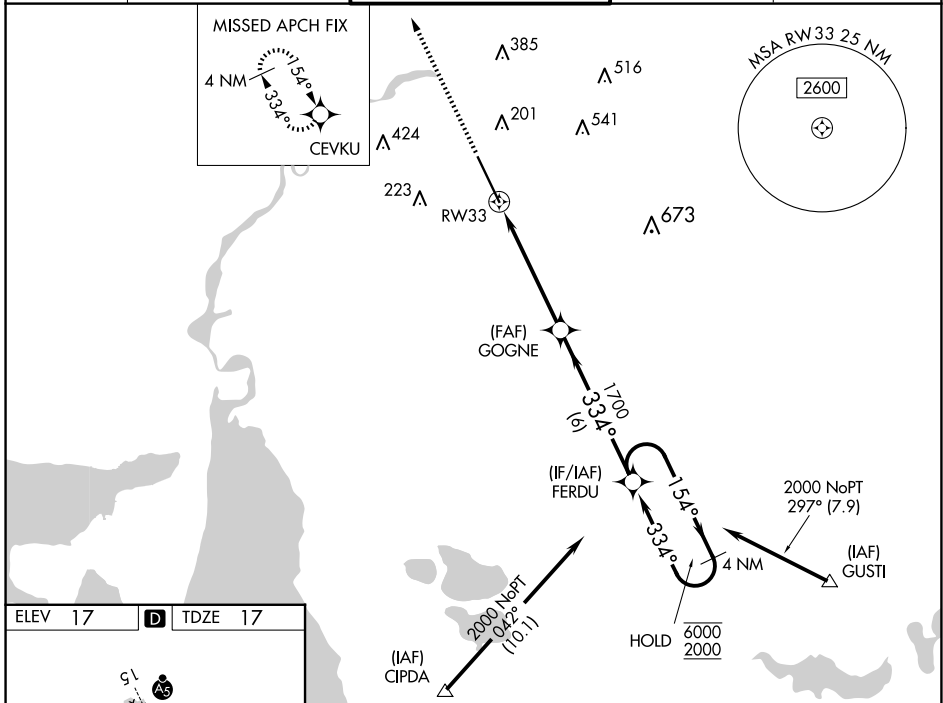 MISSED APCH FIX
4 NM
154°
334°
CEVKU
385
516
201
541
424
223
RW33
673
MSA RW33 25 NM
2600
(FAF)
GOGNE
1700
334°
(6)
(IF/IAF)
FERDU
154°
334°
4 NM
2000 NoPT
297° (7.9)
(IAF)
GUSTI
HOLD
6000
2000
2000 NoPT
042°
(10.1)
(IAF)
CIPDA
ELEV 17
D
TDZE 17
15
A5